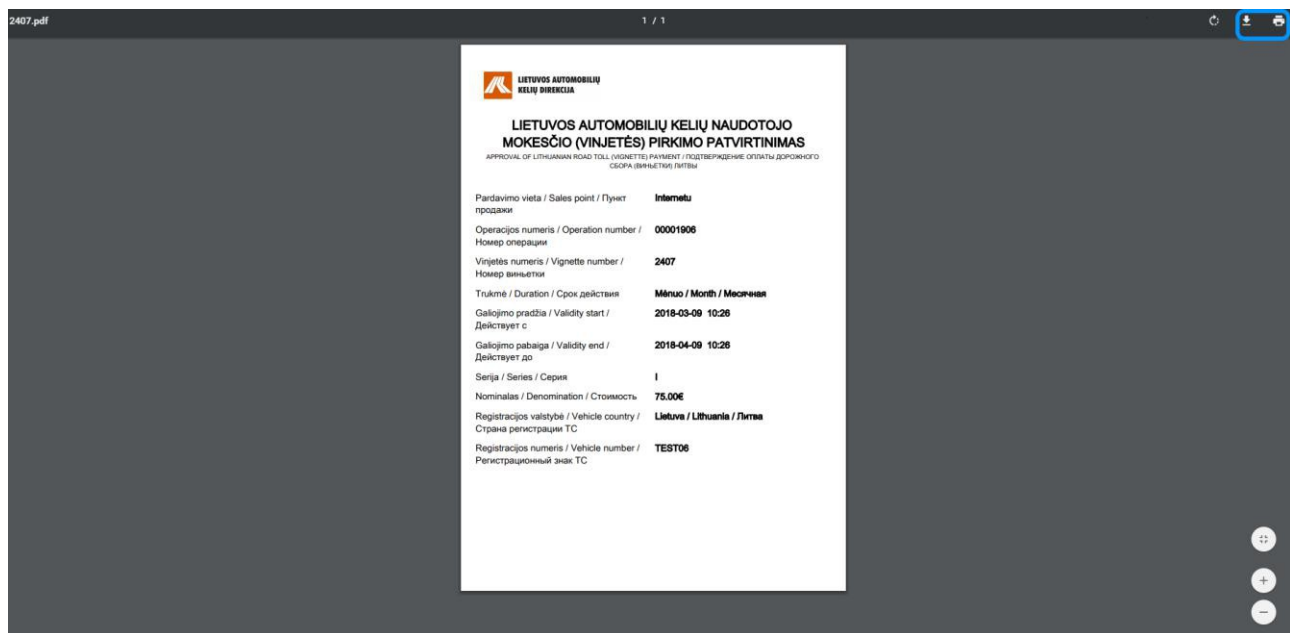 2407.pdf
1 / 1
LIETUVOS AUTOMOBILIŲ
KELIŲ DIREKCIJA
LIETUVOS AUTOMOBILIŲ KELIŲ NAUDOTOJO
MOKESČIO (VINJETĖS) PIRKIMO PATVIRTINIMAS
APPROVAL OF LITHUANIAN ROAD TOLL (VIGNETTE) PAYMENT / ПОДТВЕРЖДЕНИЕ ОПЛАТЫ ДОРОЖНОГО
СБОРА (ВИНЬЕТКИ) ЛИТВЫ
Pardavimo vieta / Sales point / Пункт Internetu
продажи
Operacijos numeris / Operation number / 00001906
Номер операции
Vinjetės numeris / Vignette number / 2407
Номер виньетки
Trukmė / Duration / Срок действия Mėnuo / Month / Месячная
Galiojimo pradžia / Validity start / 2018-03-09 10:26
Действует с
Galiojimo pabaiga / Validity end / 2018-04-09 10:26
Действует до
Serija / Series / Серия I
Nominalas / Denomination / Стоимость 75.00€
Registracijos valstybė / Vehicle country / Lietuva / Lithuania / Литва
Страна регистрации ТС
Registracijos numeris / Vehicle number / TEST06
Регистрационный знак ТС